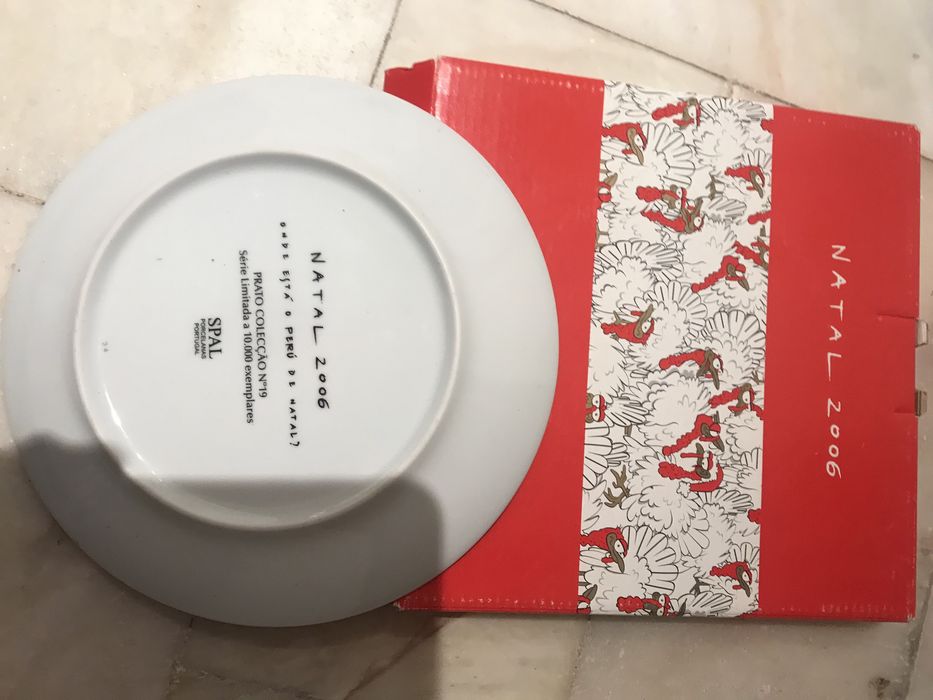 NATAL 2006
ONDE ESTÁ O PERÚ DE NATAL?
PRATO COLECÇÃO Nº19
Série Limitada a 10.000 exemplares
SPAL
PORCELANAS
PORTUGAL
NATAL 2006